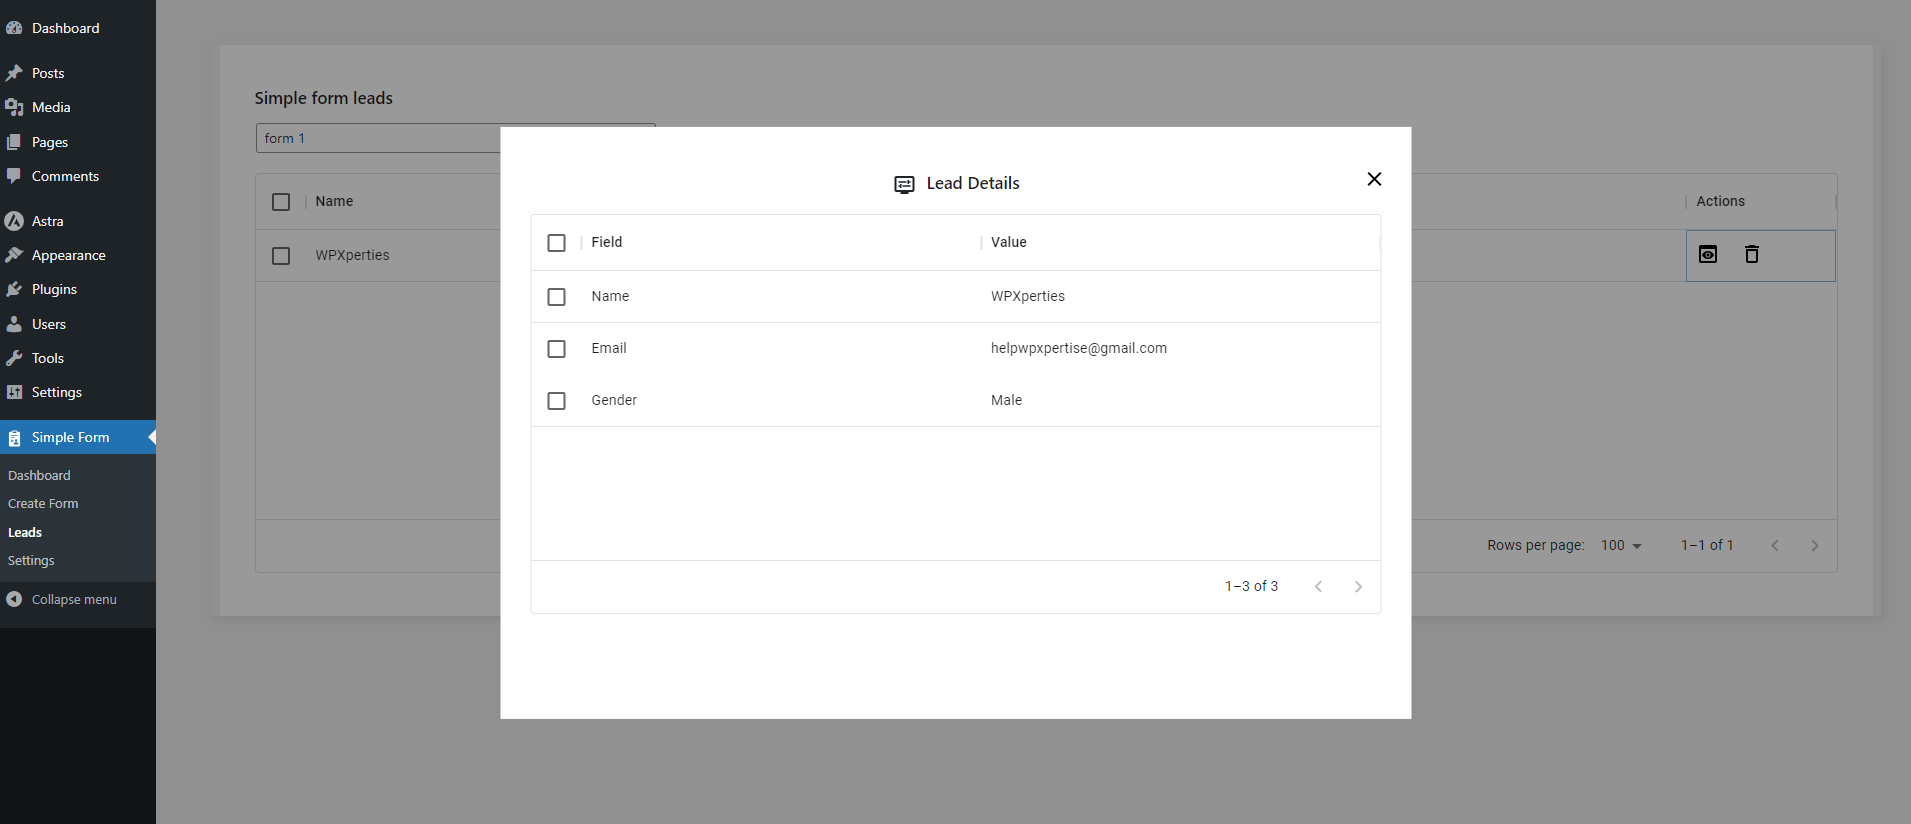 Dashboard
Posts
Media
Pages
Comments
Astra
Appearance
Plugins
Users
Tools
Settings
Simple Form
Dashboard
Create Form
Leads
Settings
Collapse menu
Simple form leads
form 1
Name
Actions
WPXperties
Rows per page: 100
1–1 of 1
Lead Details
Field Value
Name WPXperties
Email helpwpxpertise@gmail.com
Gender Male
1–3 of 3